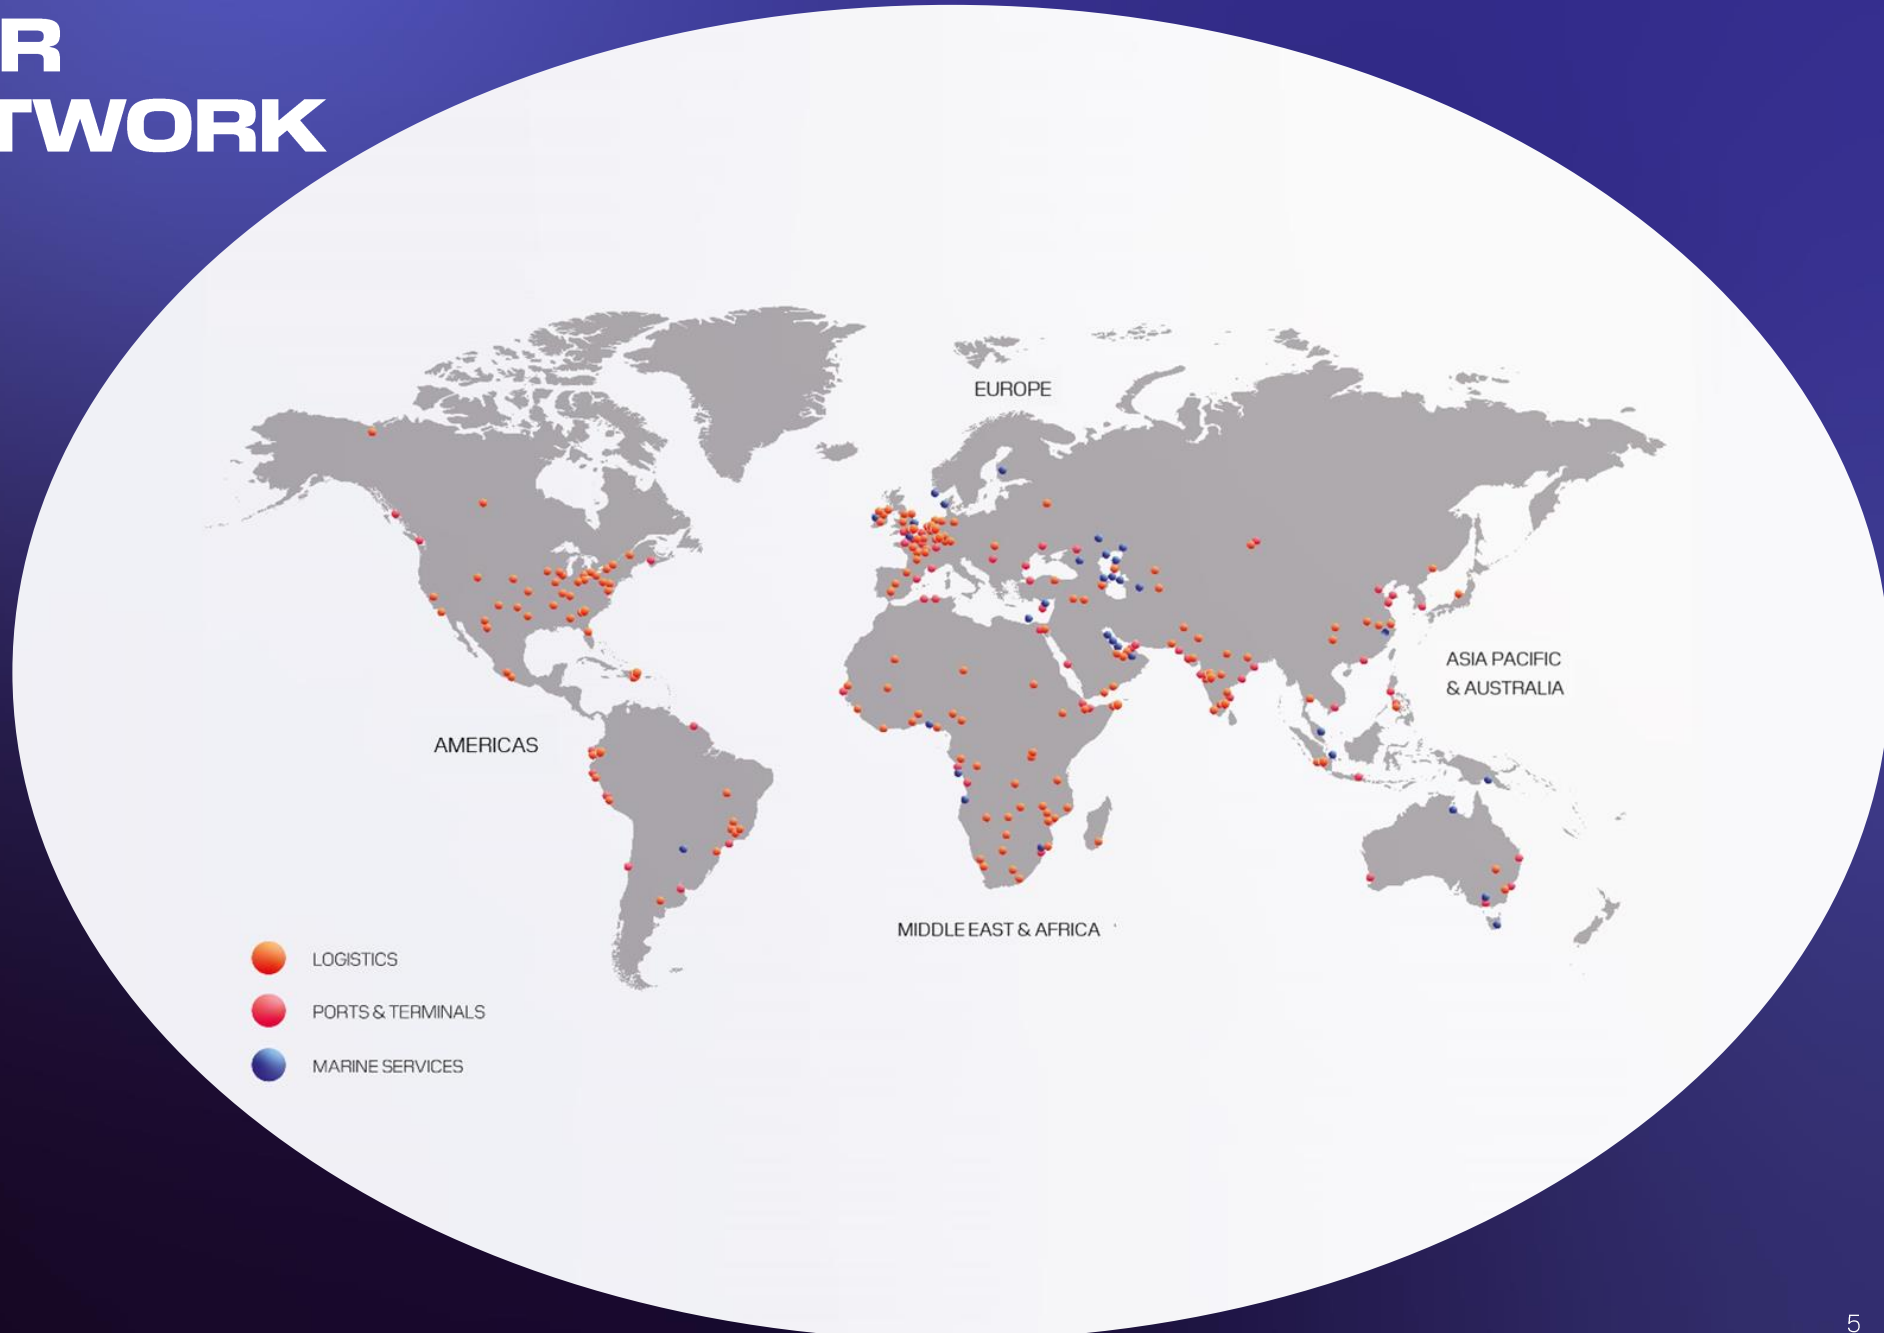 R
TWORK
EUROPE
ASIA PACIFIC
& AUSTRALIA
AMERICAS
MIDDLE EAST & AFRICA
LOGISTICS
PORTS & TERMINALS
MARINE SERVICES
5